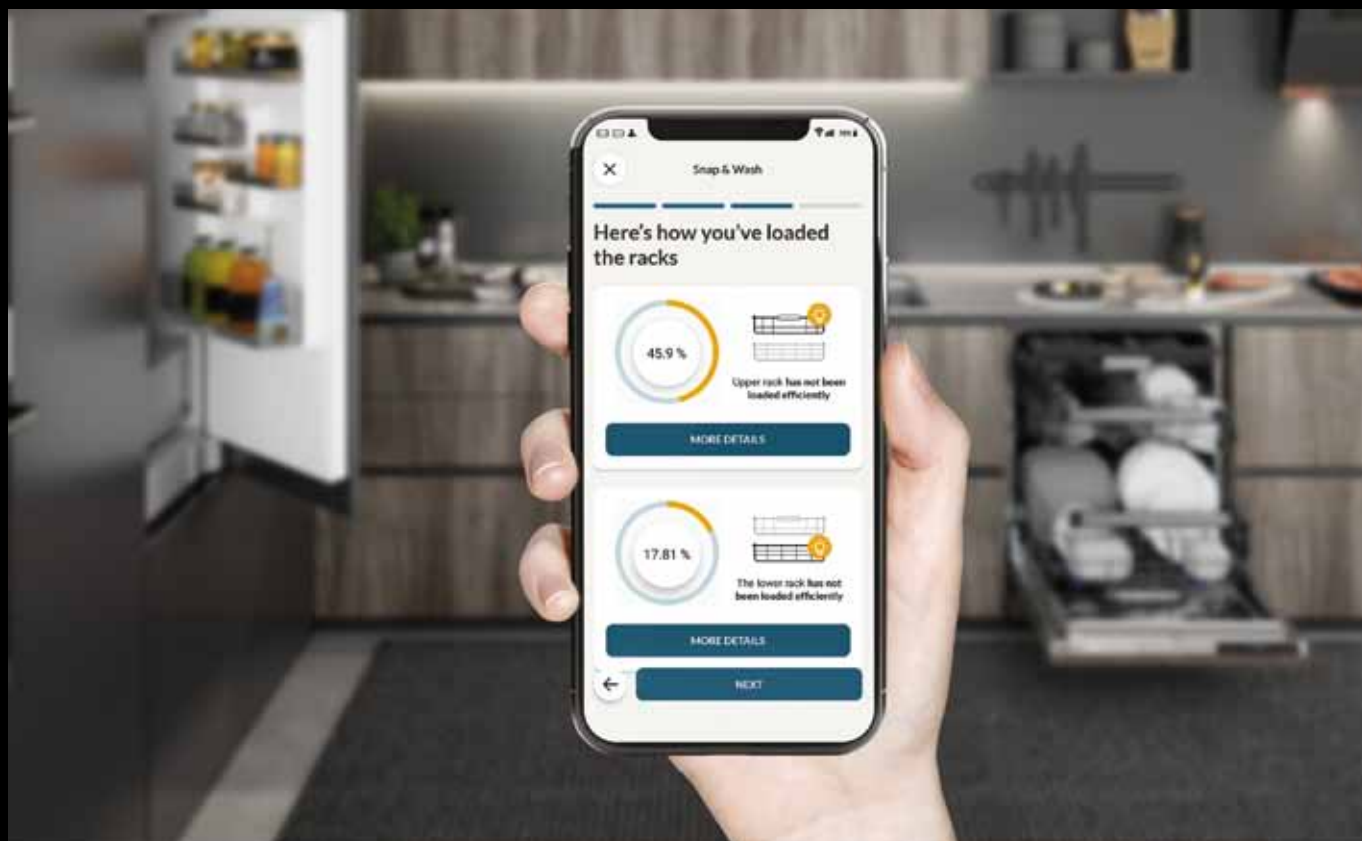 Snap & Wash
Here's how you've loaded
the racks
45.9 %
Upper rack has not been
loaded efficiently
MORE DETAILS
17.81 %
The lower rack has not
been loaded efficiently
MORE DETAILS
NEXT